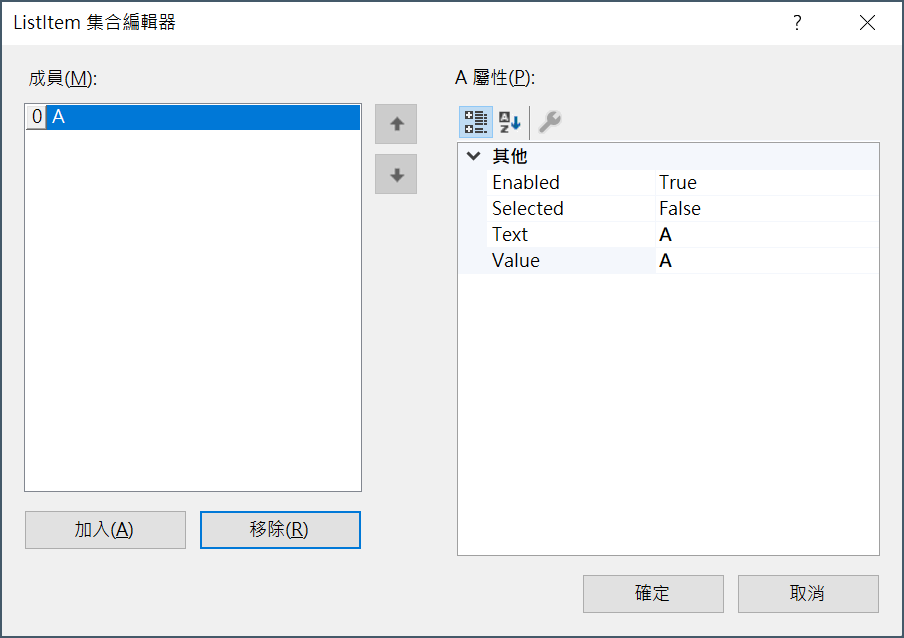 ListItem 集合編輯器
?
成員(M):
A 屬性(P):
0 A
其他
Enabled True
Selected False
Text A
Value A
加入(A)
移除(R)
確定
取消